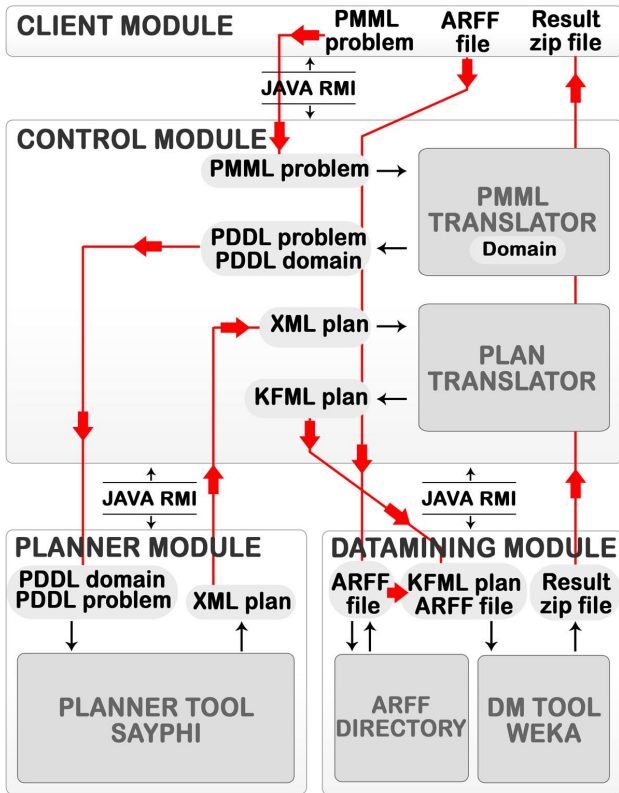 CLIENT MODULE
PMML
problem
ARFF
file
Result
zip file
JAVA RMI
CONTROL MODULE
PMML problem
PMML
TRANSLATOR
Domain
PDDL problem
PDDL domain
XML plan
PLAN
TRANSLATOR
KFML plan
JAVA RMI
JAVA RMI
PLANNER MODULE
PDDL domain
PDDL problem
XML plan
PLANNER TOOL
SAYPHI
DATAMINING MODULE
ARFF
file
KFML plan
ARFF file
Result
zip file
ARFF
DIRECTORY
DM TOOL
WEKA